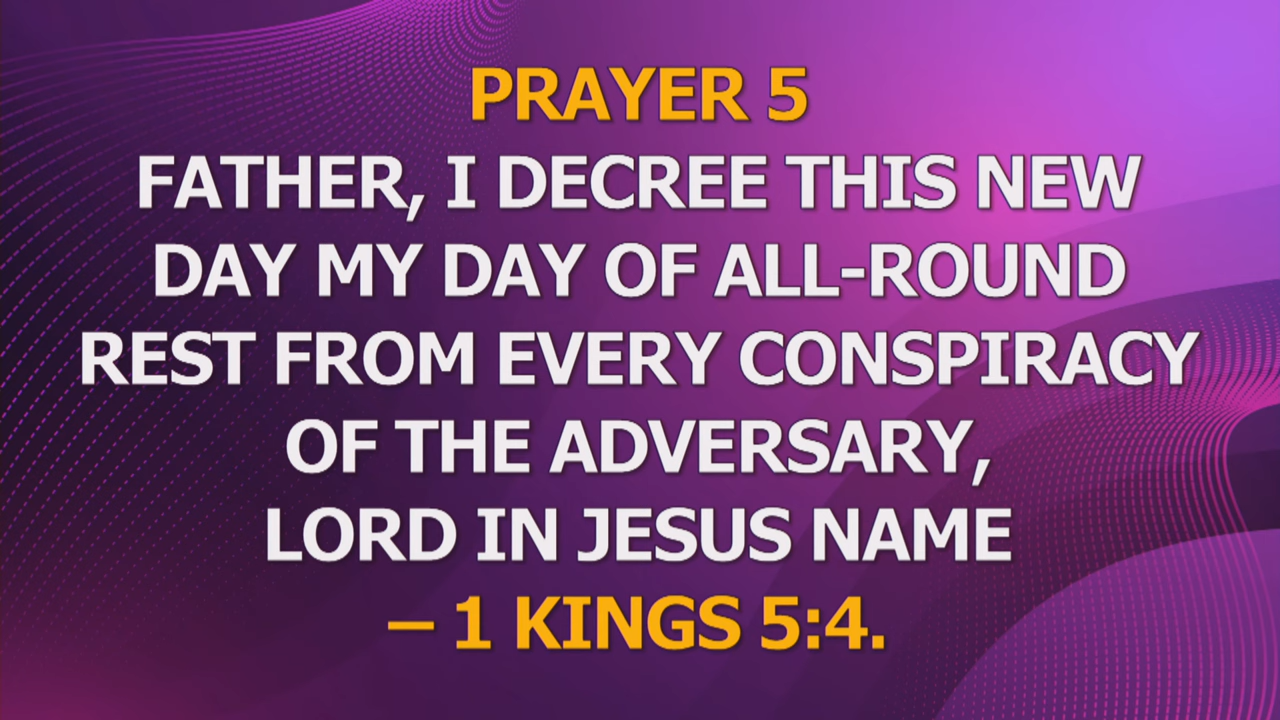 PRAYER 5
FATHER, I DECREE THIS NEW
DAY MY DAY OF ALL-ROUND
REST FROM EVERY CONSPIRACY
OF THE ADVERSARY,
LORD IN JESUS NAME
– 1 KINGS 5:4.